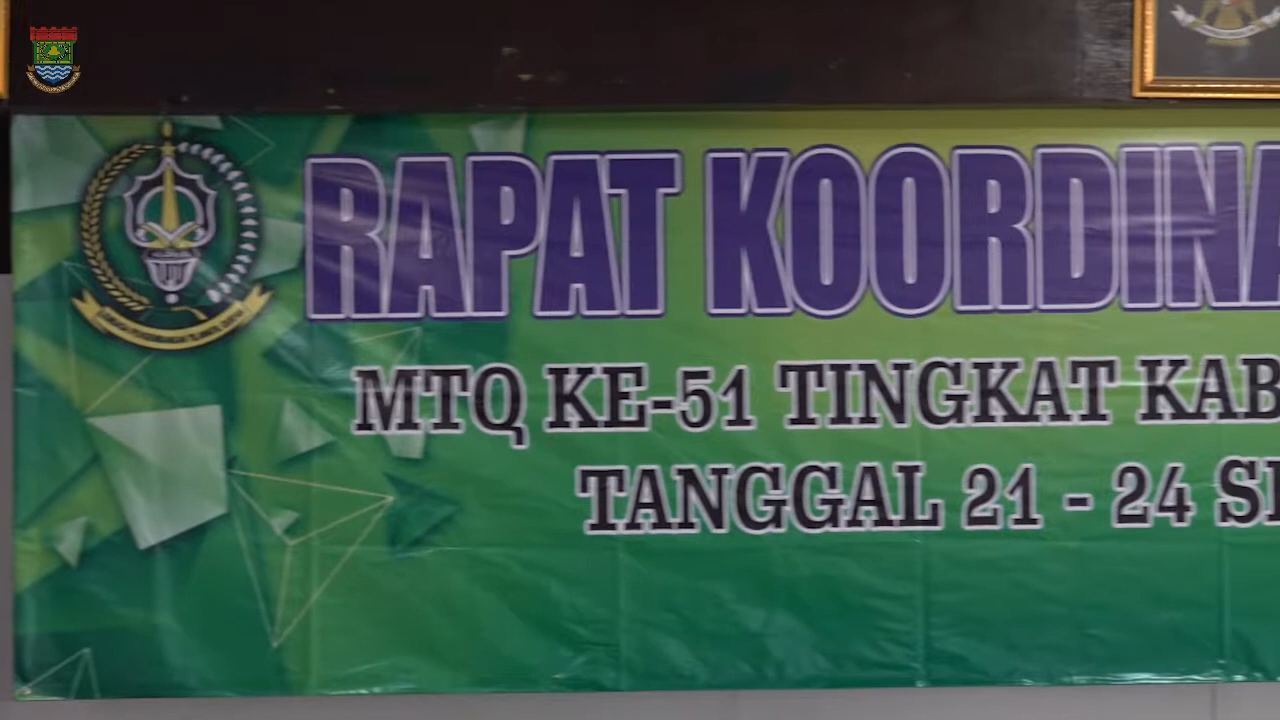 RAPAT KOORDINA
MTQ KE-51 TINGKAT KAB
TANGGAL 21 - 24 S